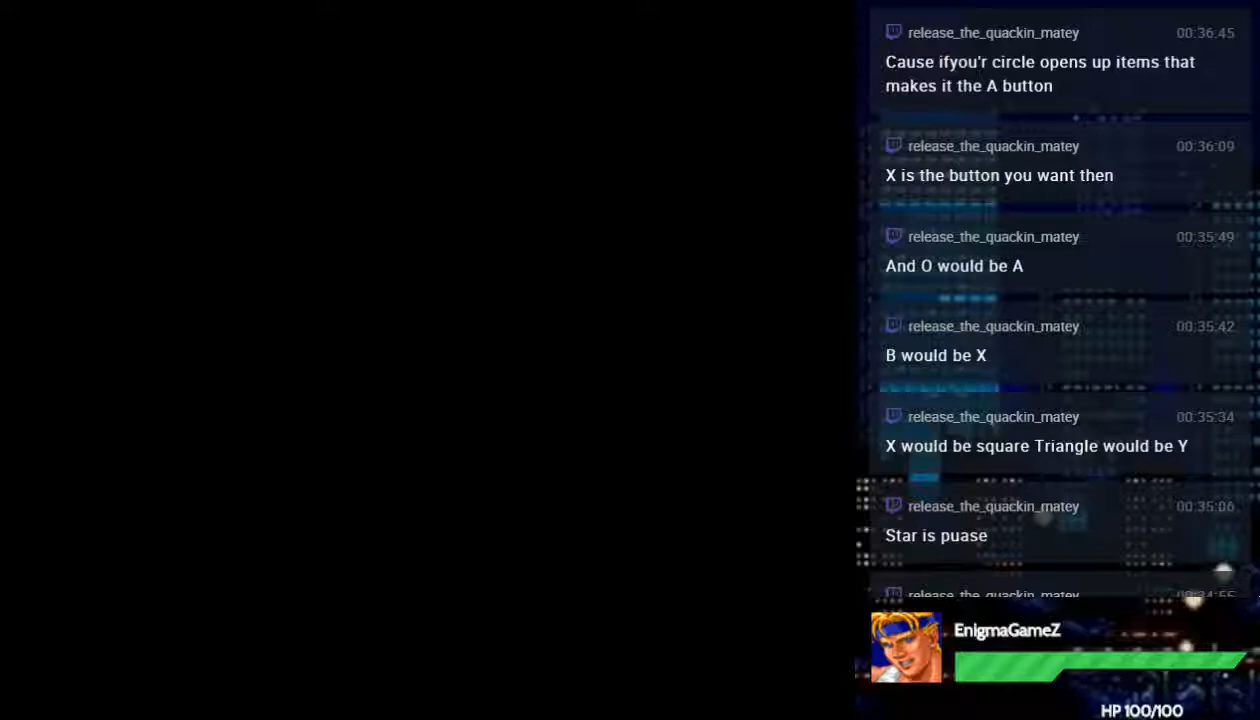 release_the_quackin_matey 00:36:45
Cause ifyou'r circle opens up items that
makes it the A button
release_the_quackin_matey 00:36:09
X is the button you want then
release_the_quackin_matey 00:35:49
And O would be A
release_the_quackin_matey 00:35:42
B would be X
release_the_quackin_matey 00:35:34
X would be square Triangle would be Y
release_the_quackin_matey 00:35:06
Star is puase
release_the_quackin_matey
EnigmaGameZ
HP 100/100